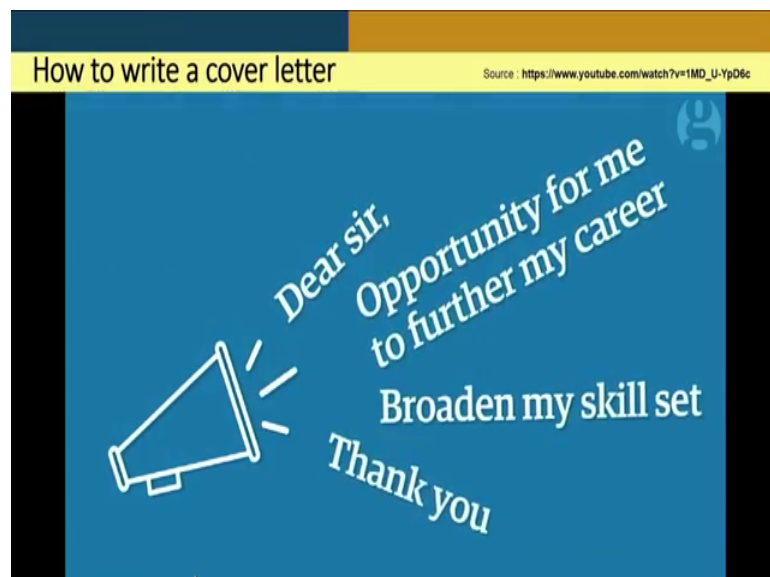 How to write a cover letter
Source : https://www.youtube.com/watch?v=1MD_U-YpD6c
g
Dear sir,
Opportunity for me
to further my career
Broaden my skill set
Thank you